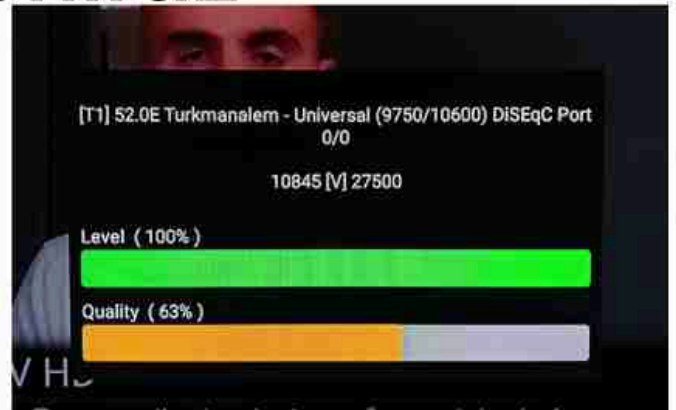 [T1] 52.0E Turkmanalem - Universal (9750/10600) DiSEqC Port
0/0
10845 [V] 27500
Level ( 100% )
Quality ( 63% )
V H